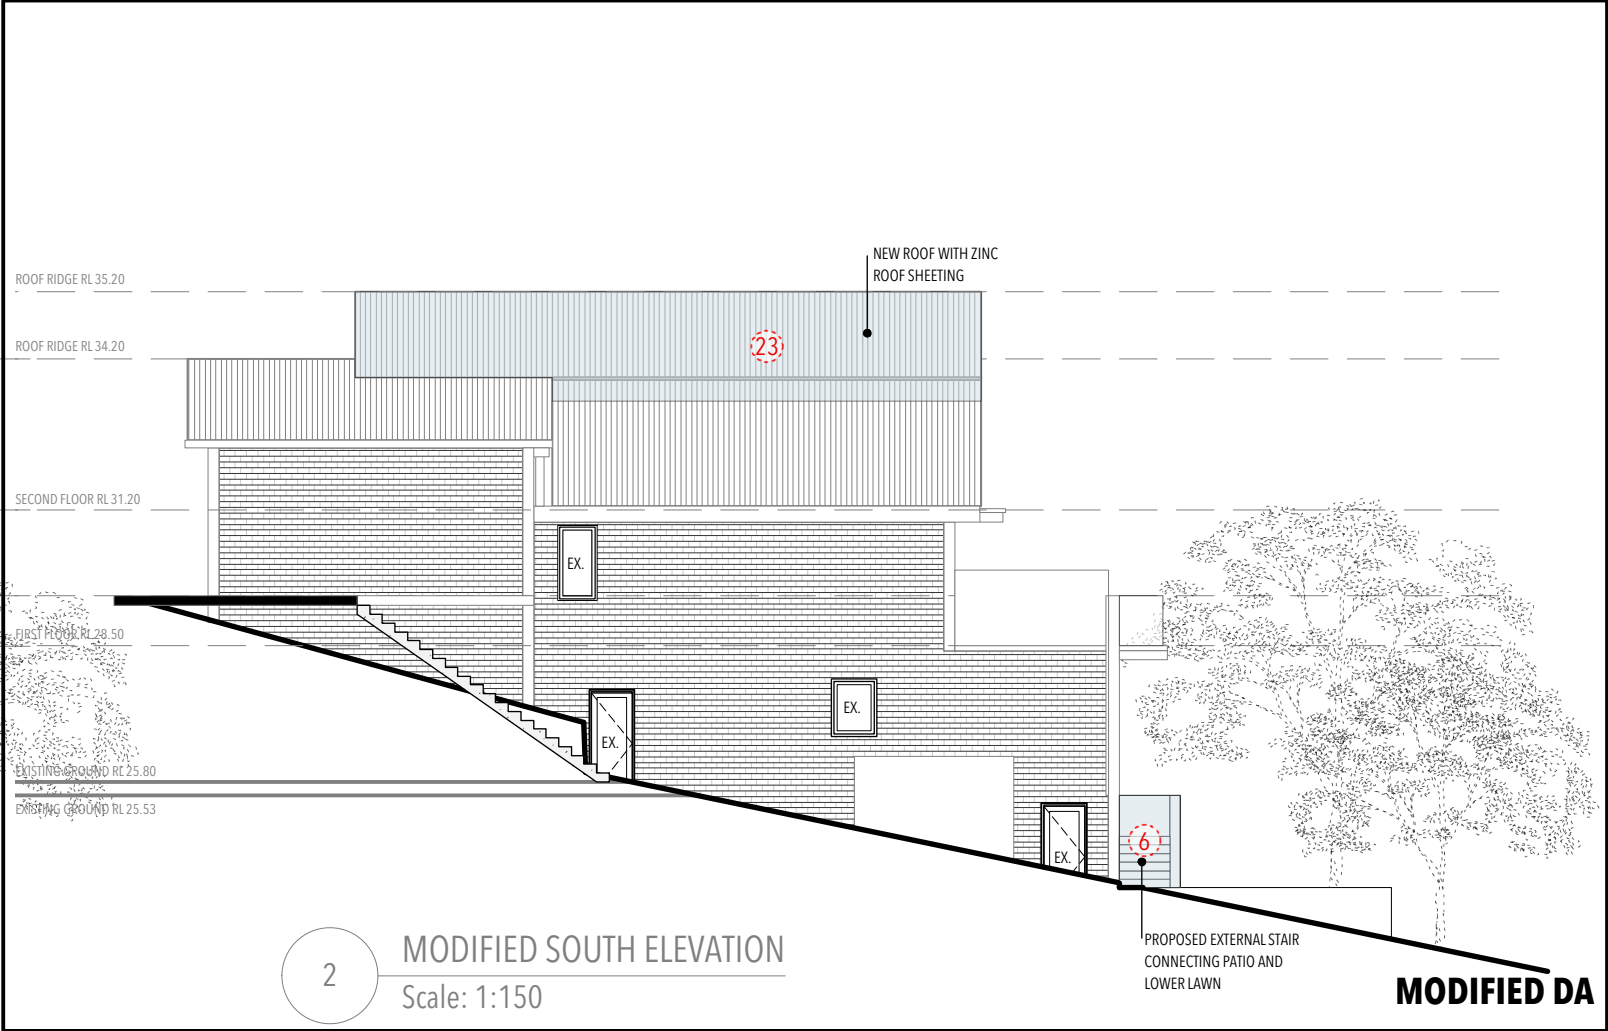 NEW ROOF WITH ZINC
ROOF SHEETING
ROOF RIDGE RL 35.20
23
ROOF RIDGE RL 34.20
SECOND FLOOR RL 31.20
EX.
FIRST FLOOR RL 28.50
EX.
EX.
EXISTING GROUND RL 25.80
EXISTING GROUND RL 25.53
6
EX.
PROPOSED EXTERNAL STAIR
CONNECTING PATIO AND
LOWER LAWN
2
MODIFIED SOUTH ELEVATION
Scale: 1:150
MODIFIED DA